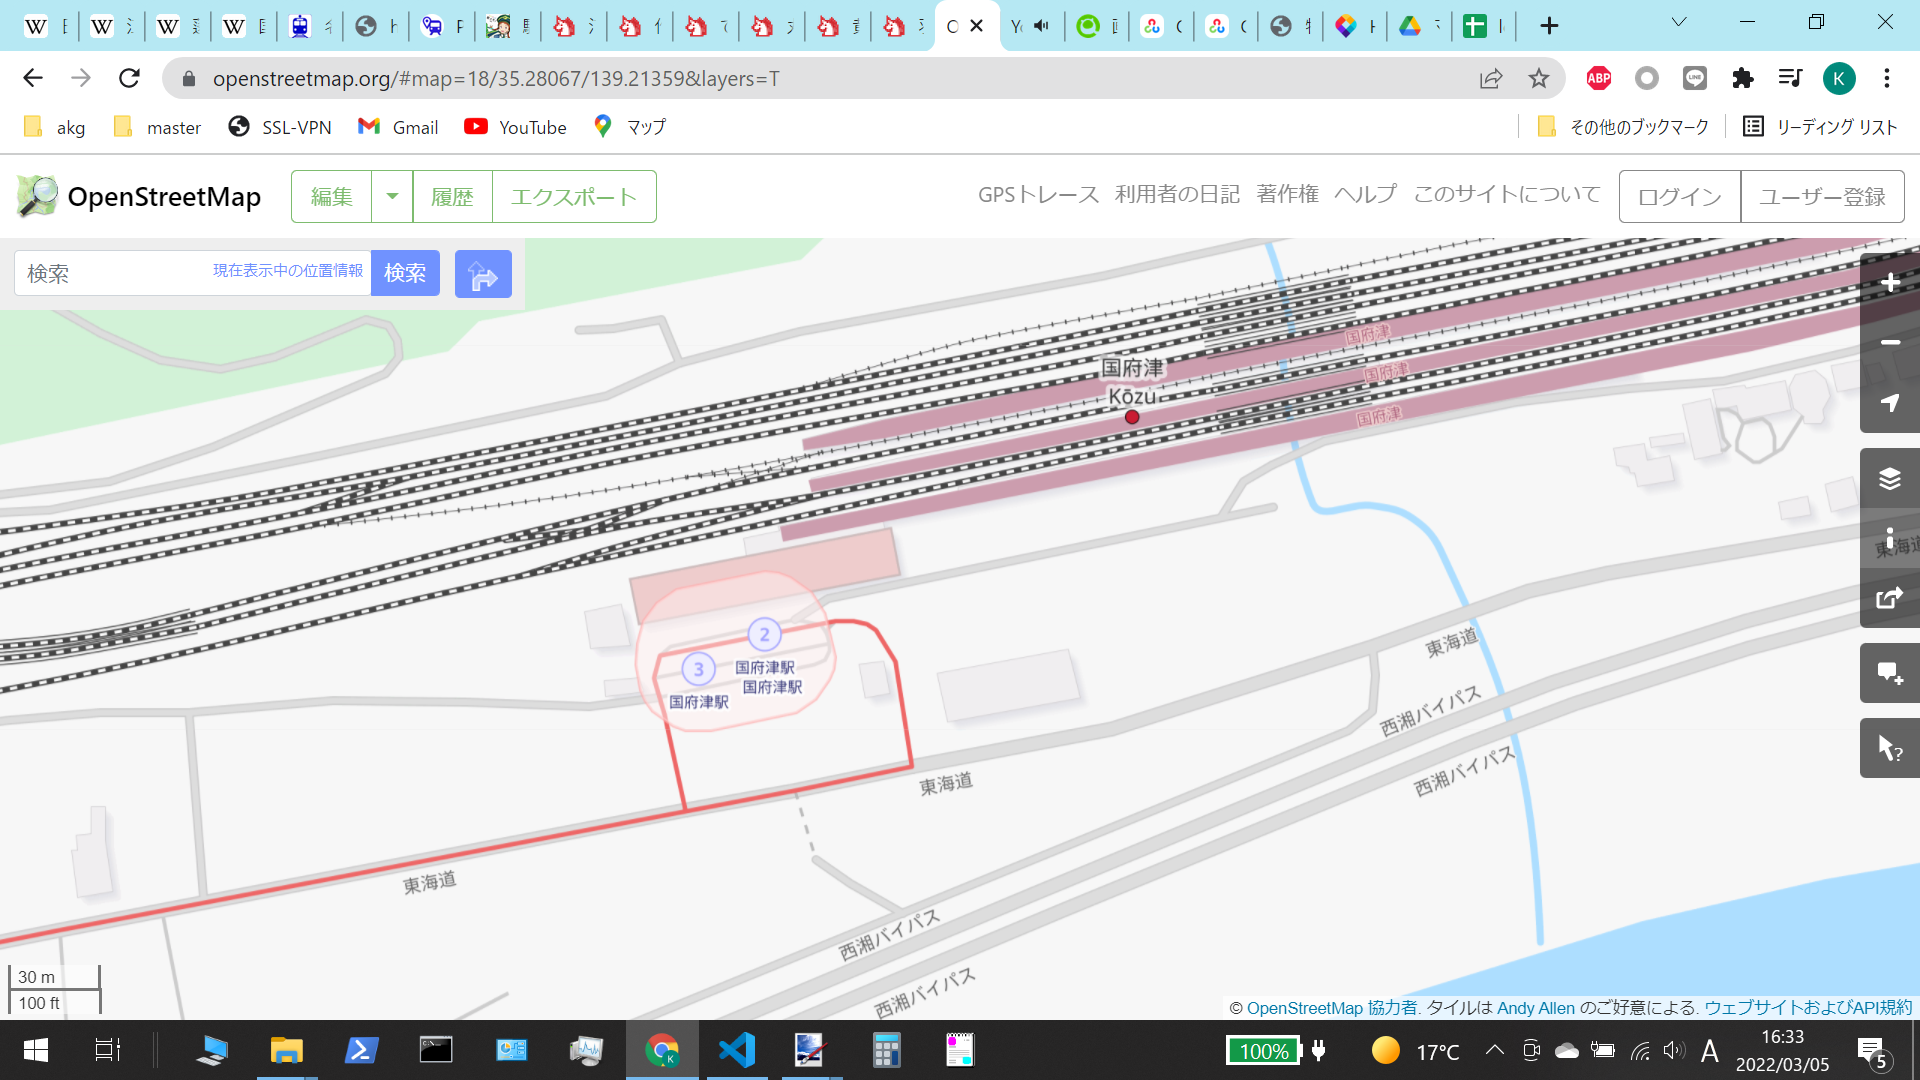 openstreetmap.org/#map=18/35.28067/139.21359&layers=T
ABP
LINE
K
akg
master
SSL-VPN
Gmail
YouTube
マップ
その他のブックマーク
リーディング リスト
OpenStreetMap
編集
履歴
エクスポート
GPSトレース
利用者の日記
著作権
ヘルプ
このサイトについて
ログイン
ユーザー登録
検索
現在表示中の位置情報
検索
国府津
Kōzu
国府津
国府津
国府津
2
国府津駅
国府津駅
3
国府津駅
東海道
東海道
東海道
西湘バイパス
西湘バイパス
西湘バイパス
西湘バイパス
30 m
100 ft
© OpenStreetMap 協力者. タイルは Andy Allen のご好意による. ウェブサイトおよびAPI規約
100%
17°C
A
16:33
2022/03/05
5